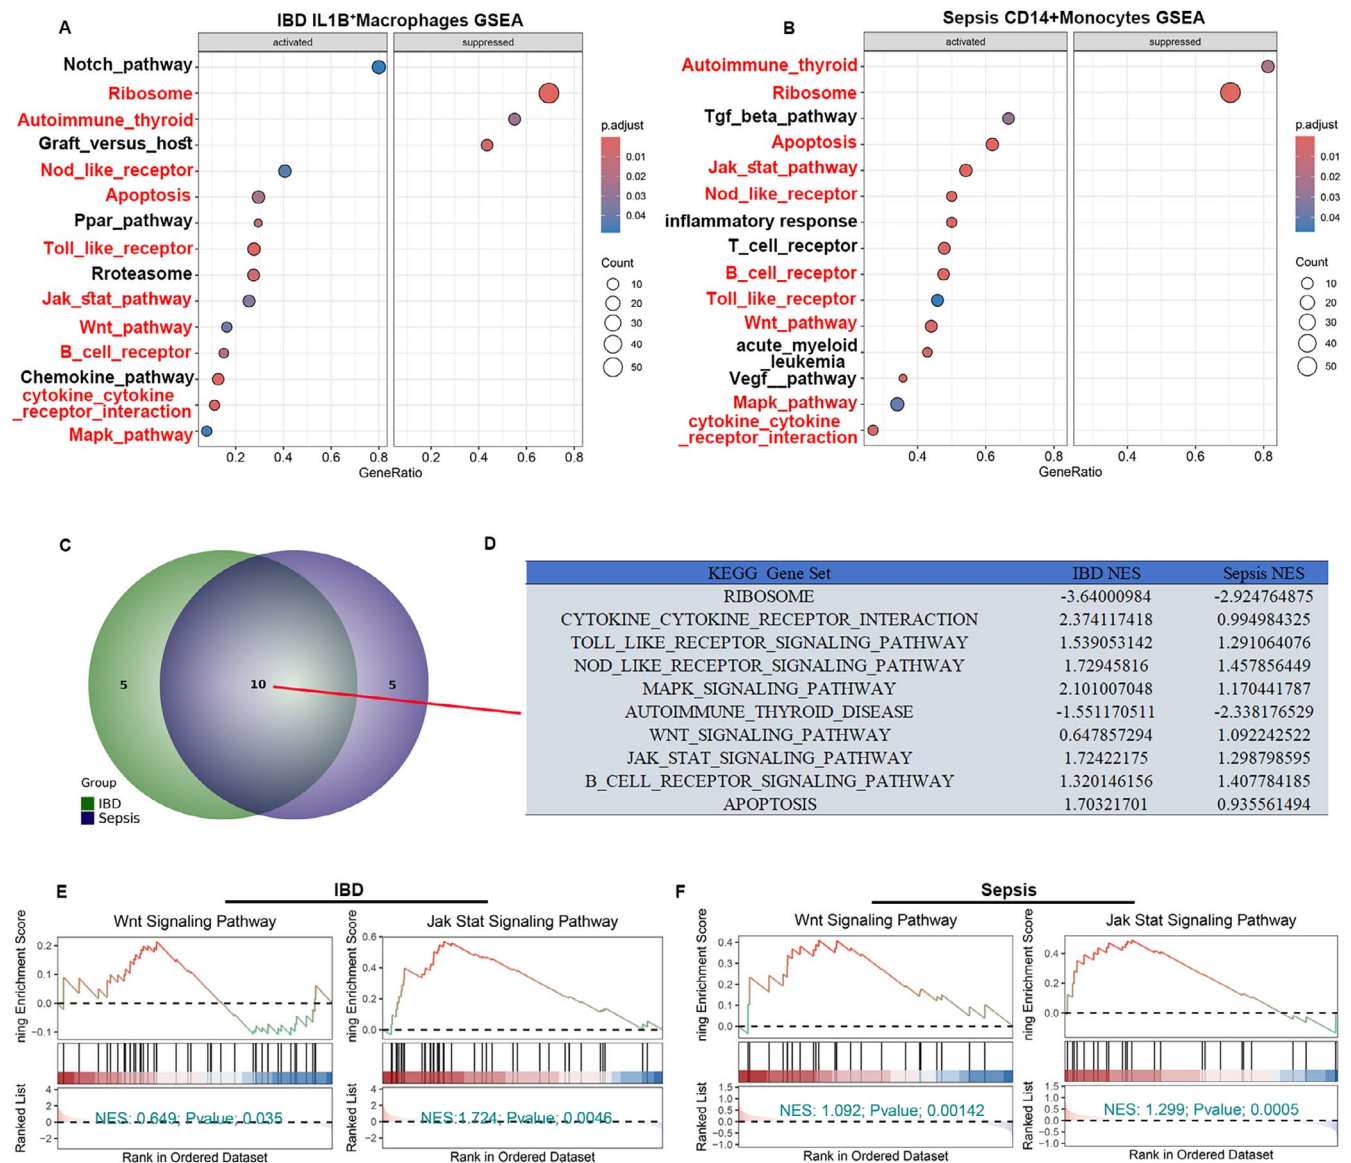 A
IBD IL1B+Macrophages GSEA
activated
suppressed
Notch_pathway
Ribosome
Autoimmune_thyroid
Graft_versus_host
Nod_like_receptor
Apoptosis
Ppar_pathway
Toll_like_receptor
Rroteasome
Jak_stat_pathway
Wnt_pathway
B_cell_receptor
Chemokine_pathway
cytokine_cytokine
_receptor_interaction
Mapk_pathway
0.2 0.4 0.6 0.8 0.2 0.4 0.6 0.8
GeneRatio
p.adjust
0.01
0.02
0.03
0.04
Count
10
20
30
40
50
B
Sepsis CD14+Monocytes GSEA
activated
suppressed
Autoimmune_thyroid
Ribosome
Tgf_beta_pathway
Apoptosis
Jak_stat_pathway
Nod_like_receptor
inflammatory response
T_cell_receptor
B_cell_receptor
Toll_like_receptor
Wnt_pathway
acute_myeloid
_leukemia
Vegf__pathway
Mapk_pathway
cytokine_cytokine
_receptor_interaction
0.4 0.6 0.8 0.4 0.6 0.8
GeneRatio
p.adjust
0.01
0.02
0.03
0.04
Count
10
20
30
40
50
C
5 10 5
Group
IBD
Sepsis
D
KEGG Gene Set IBD NES Sepsis NES
RIBOSOME -3.64000984 -2.924764875
CYTOKINE_CYTOKINE_RECEPTOR_INTERACTION 2.374117418 0.994984325
TOLL_LIKE_RECEPTOR_SIGNALING_PATHWAY 1.539053142 1.291064076
NOD_LIKE_RECEPTOR_SIGNALING_PATHWAY 1.72945816 1.457856449
MAPK_SIGNALING_PATHWAY 2.101007048 1.170441787
AUTOIMMUNE_THYROID_DISEASE -1.551170511 -2.338176529
WNT_SIGNALING_PATHWAY 0.647857294 1.092242522
JAK_STAT_SIGNALING_PATHWAY 1.72422175 1.298798595
B_CELL_RECEPTOR_SIGNALING_PATHWAY 1.320146156 1.407784185
APOPTOSIS 1.70321701 0.935561494
E
IBD
Wnt Signaling Pathway
ning Enrichment Score
0.2
0.1
0.0
-0.1
Ranked List
4
2
0
-2
NES: 0.649; Pvalue; 0.035
Jak Stat Signaling Pathway
ning Enrichment Score
0.6
0.4
0.2
0.0
Ranked List
4
2
0
-2
NES:1.724; Pvalue; 0.0046
Rank in Ordered Dataset
Rank in Ordered Dataset
F
Sepsis
Wnt Signaling Pathway
ning Enrichment Score
0.4
0.3
0.2
0.1
0.0
Ranked List
1.5
1.0
0.5
0.0
-0.5
-1.0
NES: 1.092; Pvalue; 0.00142
Jak Stat Signaling Pathway
ning Enrichment Score
0.4
0.2
0.0
Ranked List
1.5
1.0
0.5
0.0
-0.5
-1.0
NES: 1.299; Pvalue; 0.0005
Rank in Ordered Dataset
Rank in Ordered Dataset